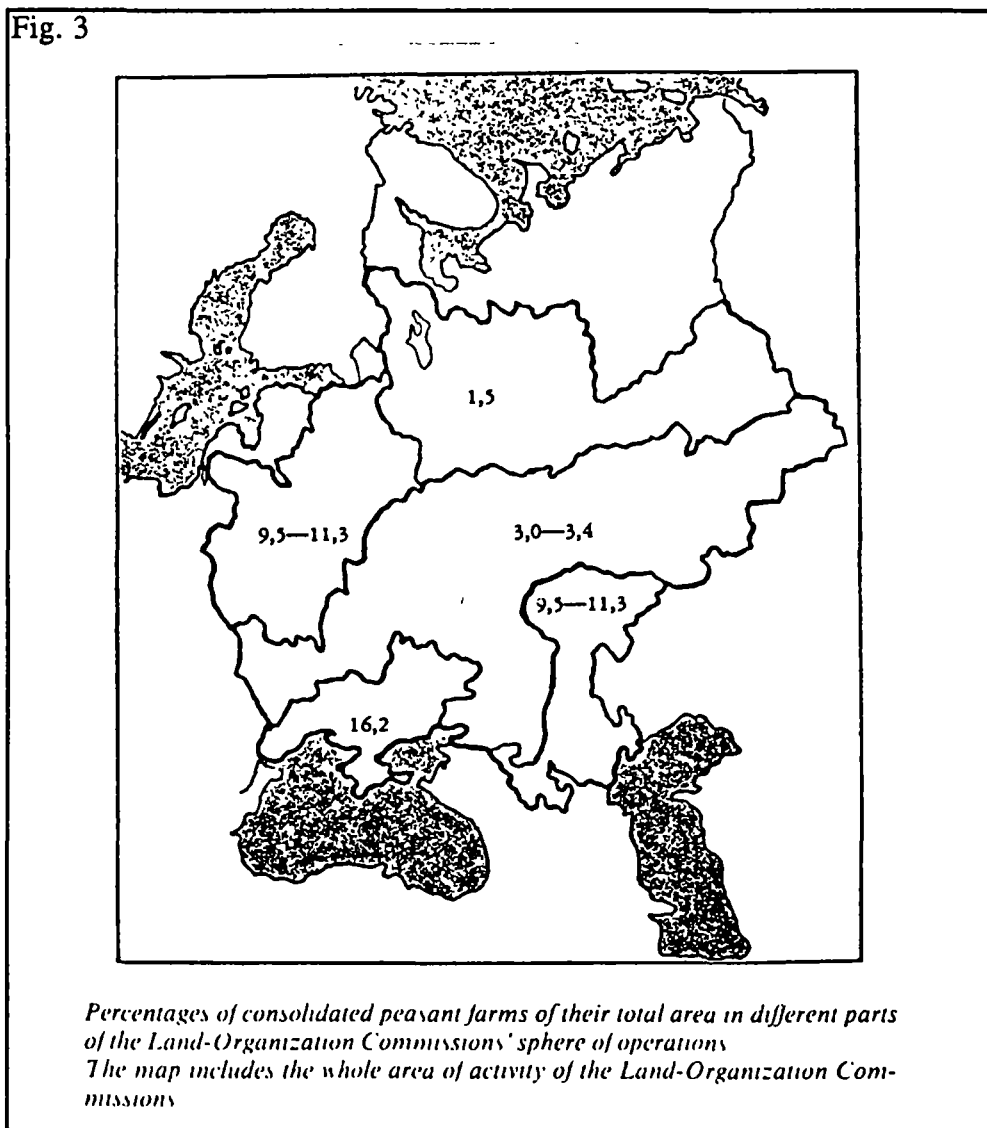 Fig. 3
1,5
9,5—11,3
3,0—3,4
9,5—11,3
16,2
Percentages of consolidated peasant farms of their total area in different parts
of the Land-Organization Commissions' sphere of operations
The map includes the whole area of activity of the Land-Organization Com-
missions